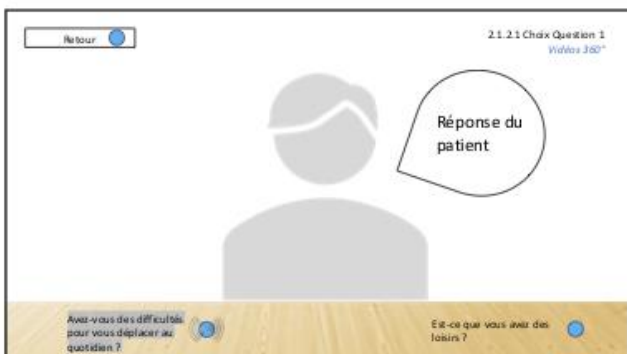 Retour
2.1.2.1 Choix Question 1
Vidéos 360°
Réponse du
patient
Avez-vous des difficultés
pour vous déplacer au
quotidien ?
Est-ce que vous avez des
loisirs ?